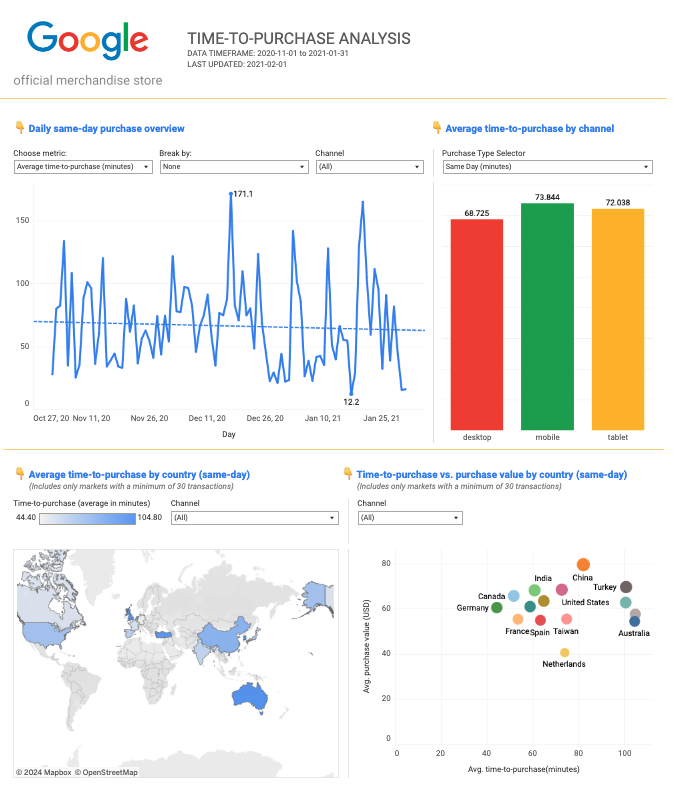 Google
official merchandise store
TIME-TO-PURCHASE ANALYSIS
DATA TIMEFRAME: 2020-11-01 to 2021-01-31
LAST UPDATED: 2021-02-01
Daily same-day purchase overview
Choose metric:
Break by:
Channel
Average time-to-purchase (minutes)
None
(All)
171.1
150
100
50
0
12.2
Oct 27, 20
Nov 11, 20
Nov 26, 20
Dec 11, 20
Dec 26, 20
Jan 10, 21
Jan 25, 21
Day
Average time-to-purchase by channel
Purchase Type Selector
Same Day (minutes)
68.725
73.844
72.038
desktop
mobile
tablet
Average time-to-purchase by country (same-day)
(Includes only markets with a minimum of 30 transactions)
Time-to-purchase (average in minutes)
Channel
44.40
104.80
(All)
© 2024 Mapbox © OpenStreetMap
Time-to-purchase vs. purchase value by country (same-day)
(Includes only markets with a minimum of 30 transactions)
Channel
(All)
Avg. purchase value (USD)
80
60
40
20
0
China
India
Turkey
Canada
United States
Germany
France
Spain
Taiwan
Australia
Netherlands
0
20
40
60
80
100
Avg. time-to-purchase(minutes)